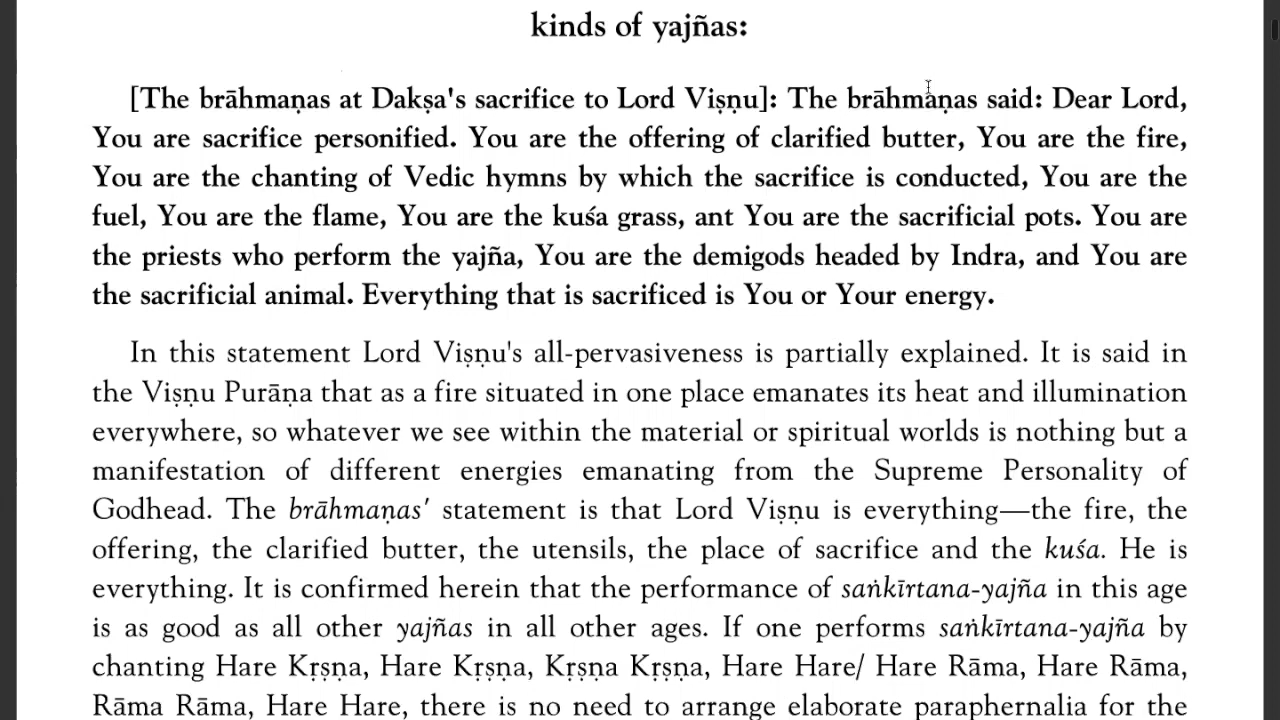 kinds of yajñas:
[The brāhmaṇas at Dakṣa's sacrifice to Lord Viṣṇu]: The brāhmaṇas said: Dear Lord,
You are sacrifice personified. You are the offering of clarified butter, You are the fire,
You are the chanting of Vedic hymns by which the sacrifice is conducted, You are the
fuel, You are the flame, You are the kuśa grass, ant You are the sacrificial pots. You are
the priests who perform the yajña, You are the demigods headed by Indra, and You are
the sacrificial animal. Everything that is sacrificed is You or Your energy.
In this statement Lord Viṣṇu's all-pervasiveness is partially explained. It is said in
the Viṣṇu Purāṇa that as a fire situated in one place emanates its heat and illumination
everywhere, so whatever we see within the material or spiritual worlds is nothing but a
manifestation of different energies emanating from the Supreme Personality of
Godhead. The brāhmaṇas' statement is that Lord Viṣṇu is everything—the fire, the
offering, the clarified butter, the utensils, the place of sacrifice and the kuśa. He is
everything. It is confirmed herein that the performance of saṅkīrtana-yajña in this age
is as good as all other yajñas in all other ages. If one performs saṅkīrtana-yajña by
chanting Hare Kṛṣṇa, Hare Kṛṣṇa, Kṛṣṇa Kṛṣṇa, Hare Hare/ Hare Rāma, Hare Rāma,
Rāma Rāma, Hare Hare, there is no need to arrange elaborate paraphernalia for the